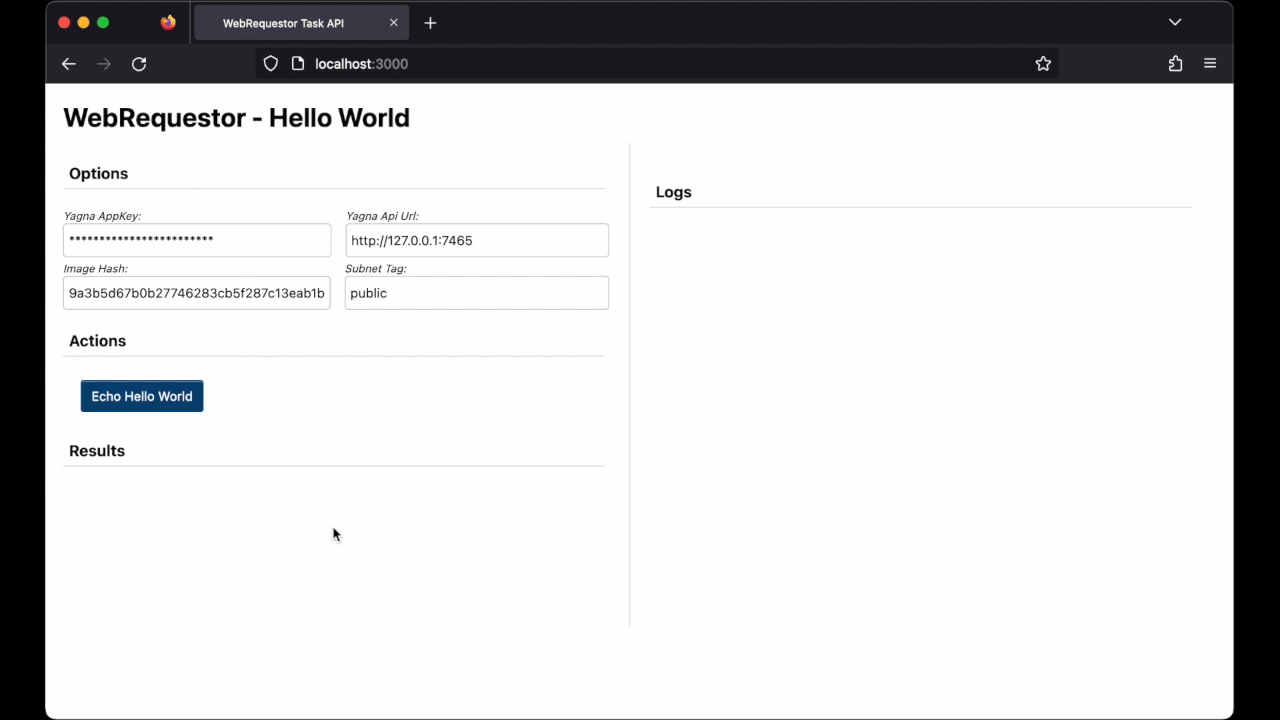 WebRequestor Task API
localhost:3000
WebRequestor - Hello World
Options
Yagna AppKey:
Yagna Api Url:
************************
http://127.0.0.1:7465
Image Hash:
Subnet Tag:
9a3b5d67b0b27746283cb5f287c13eab1b
public
Actions
Echo Hello World
Results
Logs